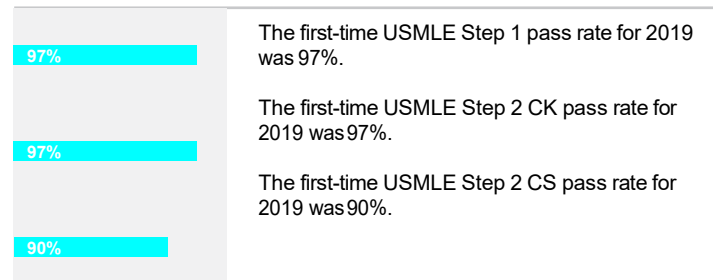 97%
The first-time USMLE Step 1 pass rate for 2019
was 97%.
97%
The first-time USMLE Step 2 CK pass rate for
2019 was 97%.
90%
The first-time USMLE Step 2 CS pass rate for
2019 was 90%.